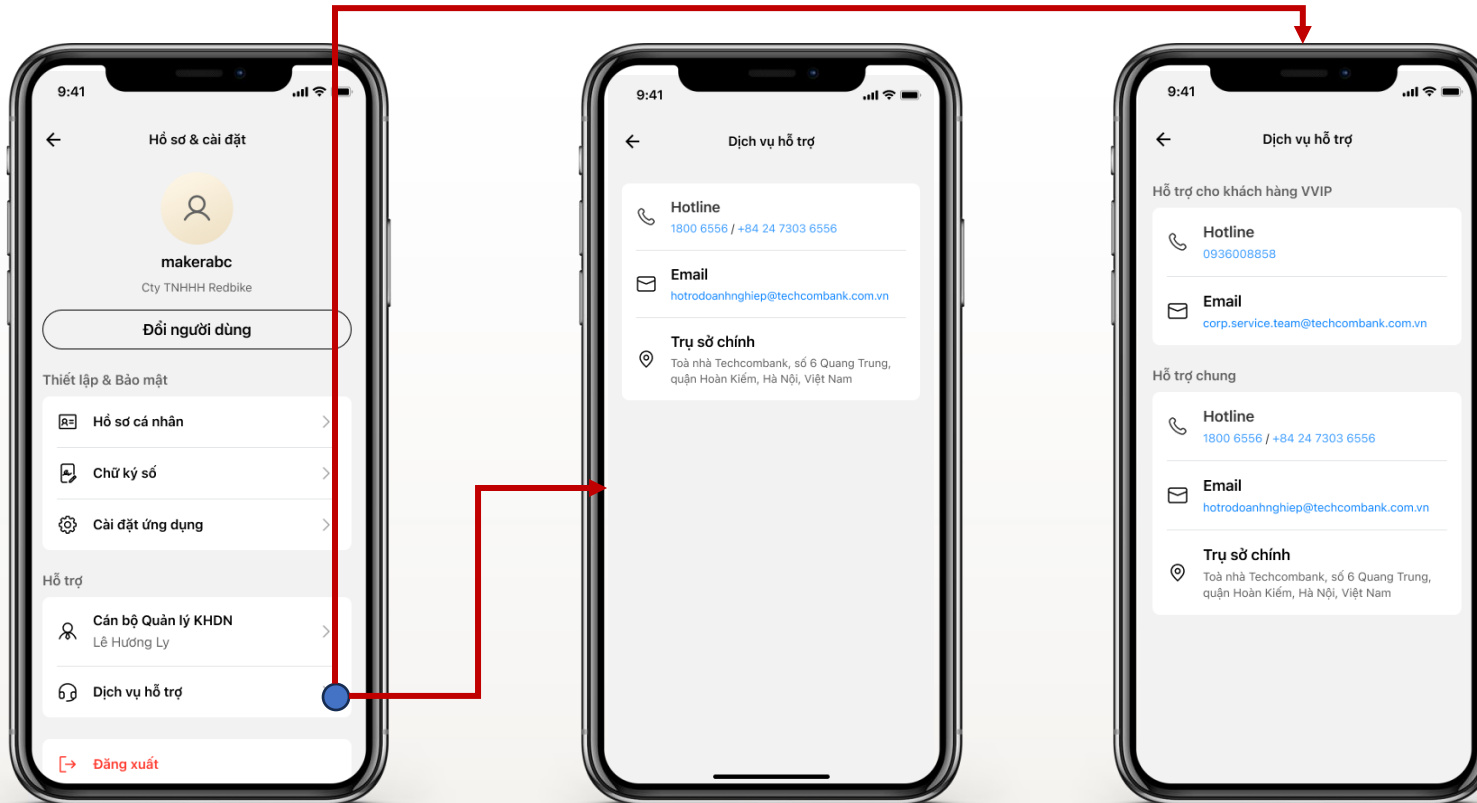 9:41
Hồ sơ & cài đặt
makerabc
Cty TNHHH Redbike
Đổi người dùng
Thiết lập & Bảo mật
Hồ sơ cá nhân
Chữ ký số
Cài đặt ứng dụng
Hỗ trợ
Cán bộ Quản lý KHDN
Lê Hương Ly
Dịch vụ hỗ trợ
Đăng xuất
9:41
Dịch vụ hỗ trợ
Hotline
1800 6556 / +84 24 7303 6556
Email
hotrodoanhnghiep@techcombank.com.vn
Trụ sở chính
Toà nhà Techcombank, số 6 Quang Trung,
quận Hoàn Kiếm, Hà Nội, Việt Nam
9:41
Dịch vụ hỗ trợ
Hỗ trợ cho khách hàng VVIP
Hotline
0936008858
Email
corp.service.team@techcombank.com.vn
Hỗ trợ chung
Hotline
1800 6556 / +84 24 7303 6556
Email
hotrodoanhnghiep@techcombank.com.vn
Trụ sở chính
Toà nhà Techcombank, số 6 Quang Trung,
quận Hoàn Kiếm, Hà Nội, Việt Nam